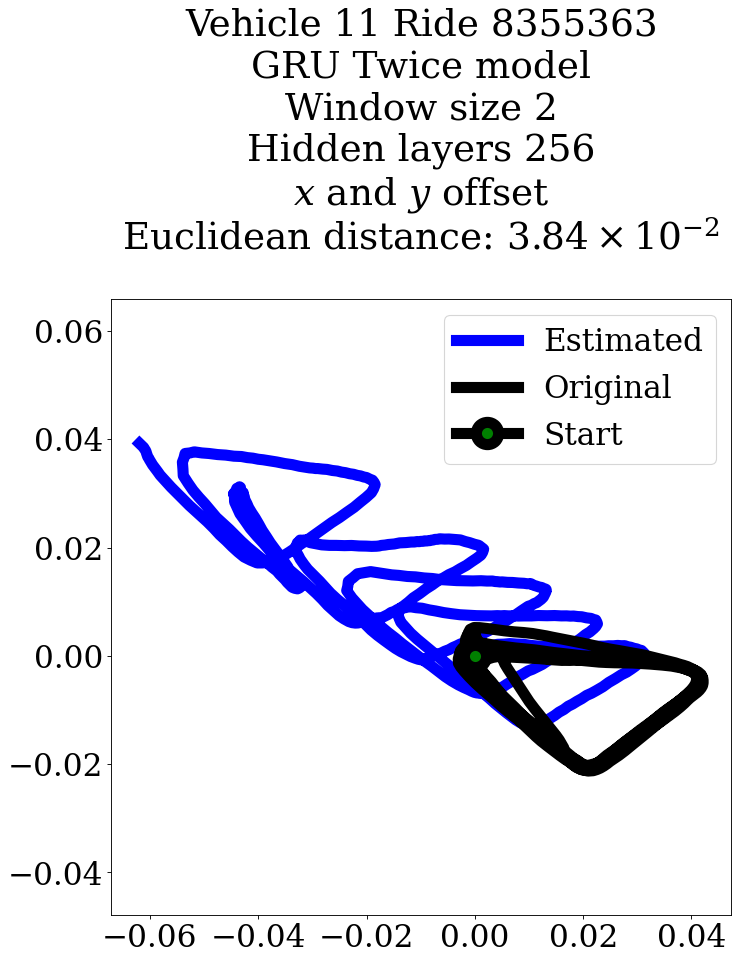 Vehicle 11 Ride 8355363
GRU Twice model
Window size 2
Hidden layers 256
x and y offset
Euclidean distance: 3.84 × 10⁻²
Estimated
Original
Start
0.06
0.04
0.02
0.00
−0.02
−0.04
−0.06 −0.04 −0.02 0.00 0.02 0.04